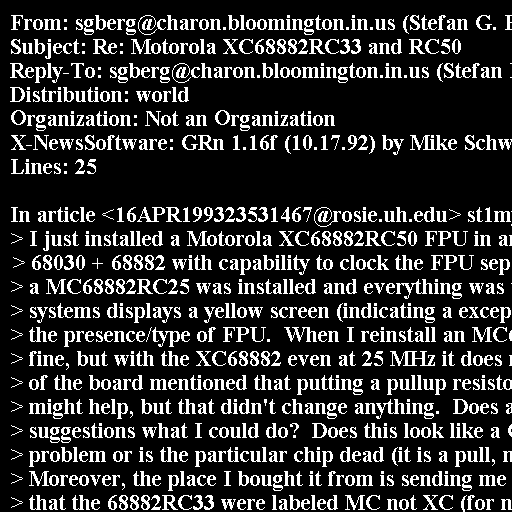 From: sgberg@charon.bloomington.in.us (Stefan G.
Subject: Re: Motorola XC68882RC33 and RC50
Reply-To: sgberg@charon.bloomington.in.us (Stefan
Distribution: world
Organization: Not an Organization
X-NewsSoftware: GRn 1.16f (10.17.92) by Mike Schw
Lines: 25

In article <16APR199323531467@rosie.uh.edu> st1m
> I just installed a Motorola XC68882RC50 FPU in an
> 68030 + 68882 with capability to clock the FPU sep
> a MC68882RC25 was installed and everything was
> systems displays a yellow screen (indicating a excep
> the presence/type of FPU.  When I reinstall an MC6
> fine, but with the XC68882 even at 25 MHz it does
> of the board mentioned that putting a pullup resisto
> might help, but that didn't change anything.  Does a
> suggestions what I could do?  Does this look like a
> problem or is the particular chip dead (it is a pull,
> Moreover, the place I bought it from is sending me
> that the 68882RC33 were labeled MC not XC (for